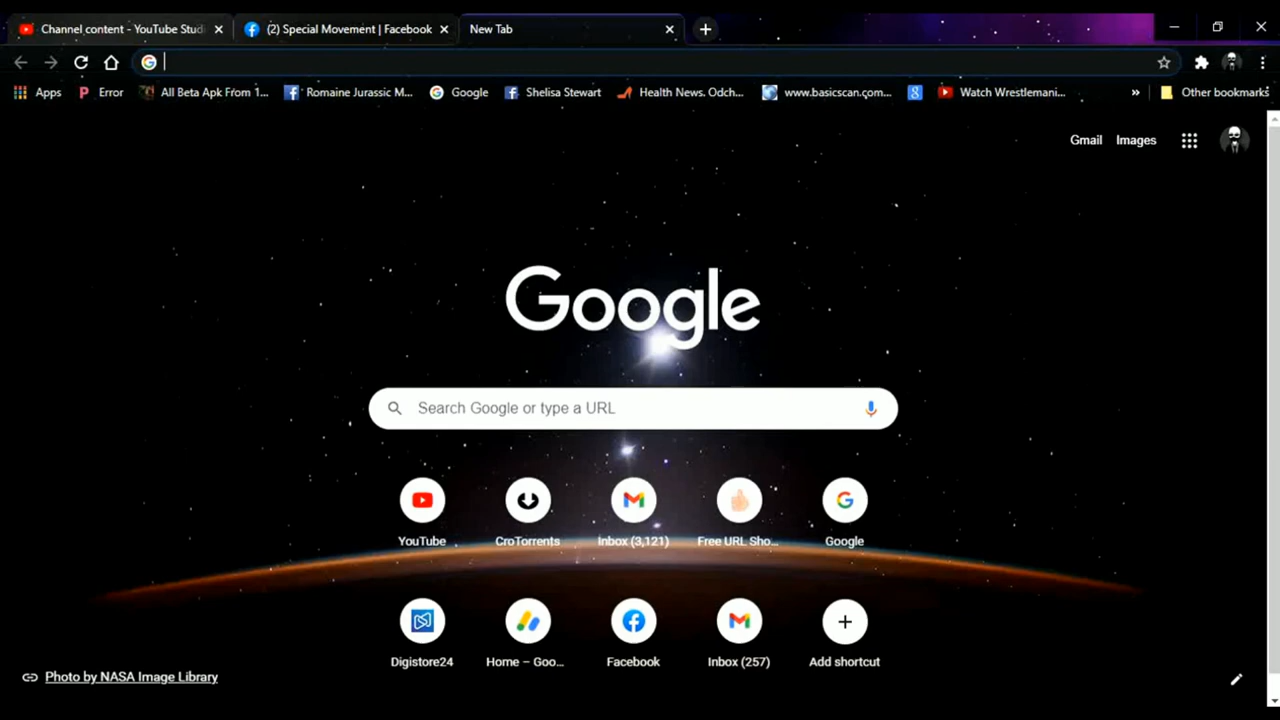 Channel content - YouTube Stud
(2) Special Movement | Facebook
New Tab
Apps
Error
All Beta Apk From 1'...
Romaine Jurassic M...
Google
Shelisa Stewart
Health News. Odch...
www.basicscan.com...
Watch Wrestlemani...
»
Other bookmarks
Gmail
Images
Google
Search Google or type a URL
YouTube
CroTorrents
Inbox (3,121)
Free URL Sho...
Google
Digistore24
Home – Goo...
Facebook
Inbox (257)
Add shortcut
Photo by NASA Image Library